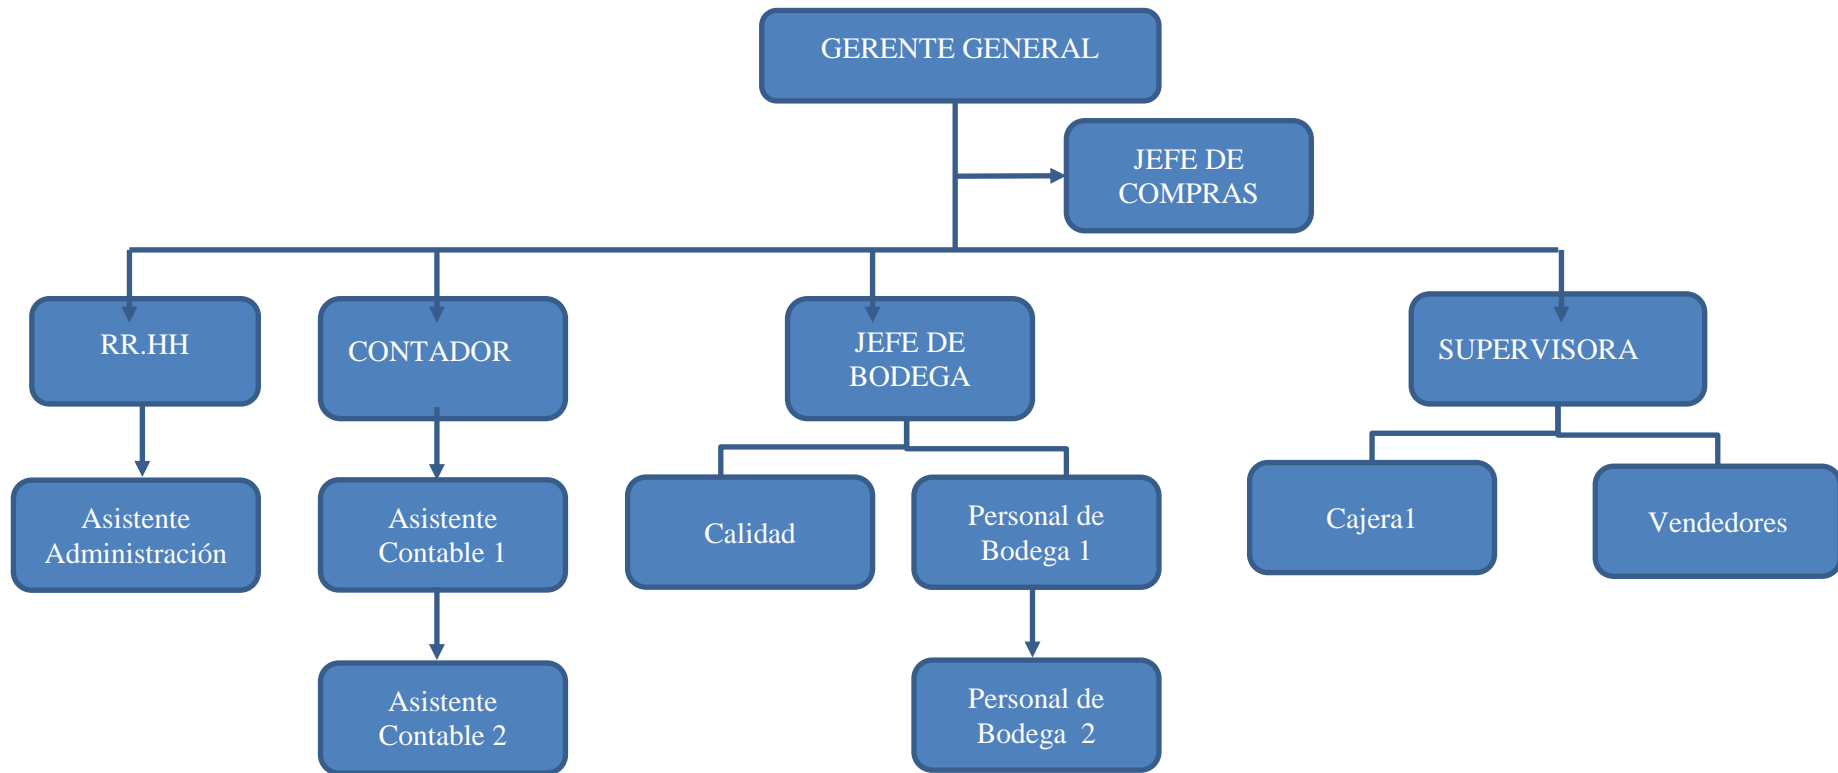 GERENTE GENERAL
JEFE DE
COMPRAS
RR.HH
CONTADOR
JEFE DE
BODEGA
SUPERVISORA
Asistente
Administración
Asistente
Contable 1
Calidad
Personal de
Bodega 1
Cajera1
Vendedores
Asistente
Contable 2
Personal de
Bodega  2